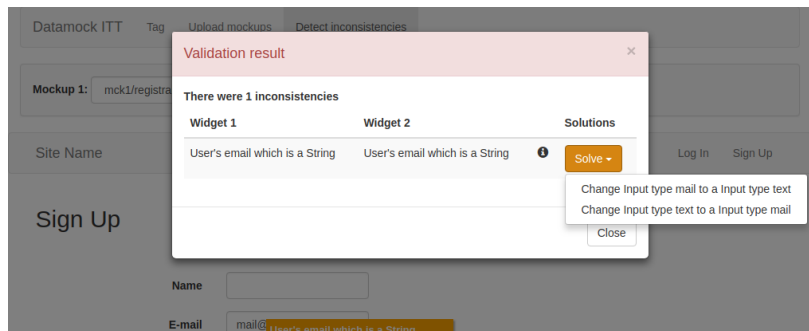 Datamock ITT Tag Upload mockups Detect inconsistencies
Validation result ×
Mockup 1: mck1/registra
There were 1 inconsistencies
Widget 1 Widget 2 Solutions
Site Name User's email which is a String User's email which is a String Solve Log In Sign Up
Change Input type mail to a Input type text
Change Input type text to a Input type mail
Sign Up
Close
Name
E-mail mail@ User's email which is a String